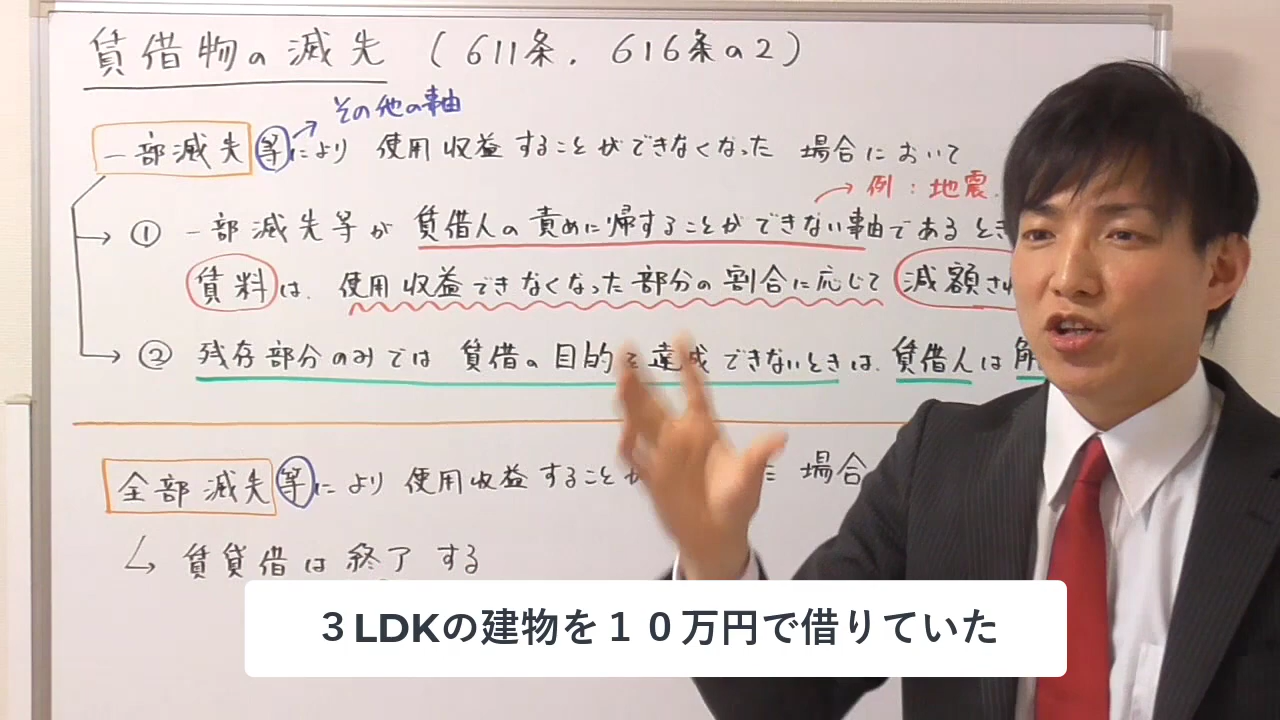 賃借物の滅失 (611条. 616条の2)
その他の事由
一部滅失等により 使用収益することができなくなった 場合において
例:地震
① 一部滅失等が 賃借人の責めに帰することができない事由であるとき
賃料は、使用収益できなくなった部分の割合に応じて 減額さ
② 残存部分のみでは 賃借の目的を達成できないときは、賃借人は解
全部滅失等により 使用収益すること 場合
↳ 賃貸借は終了する
3LDKの建物を10万円で借りていた